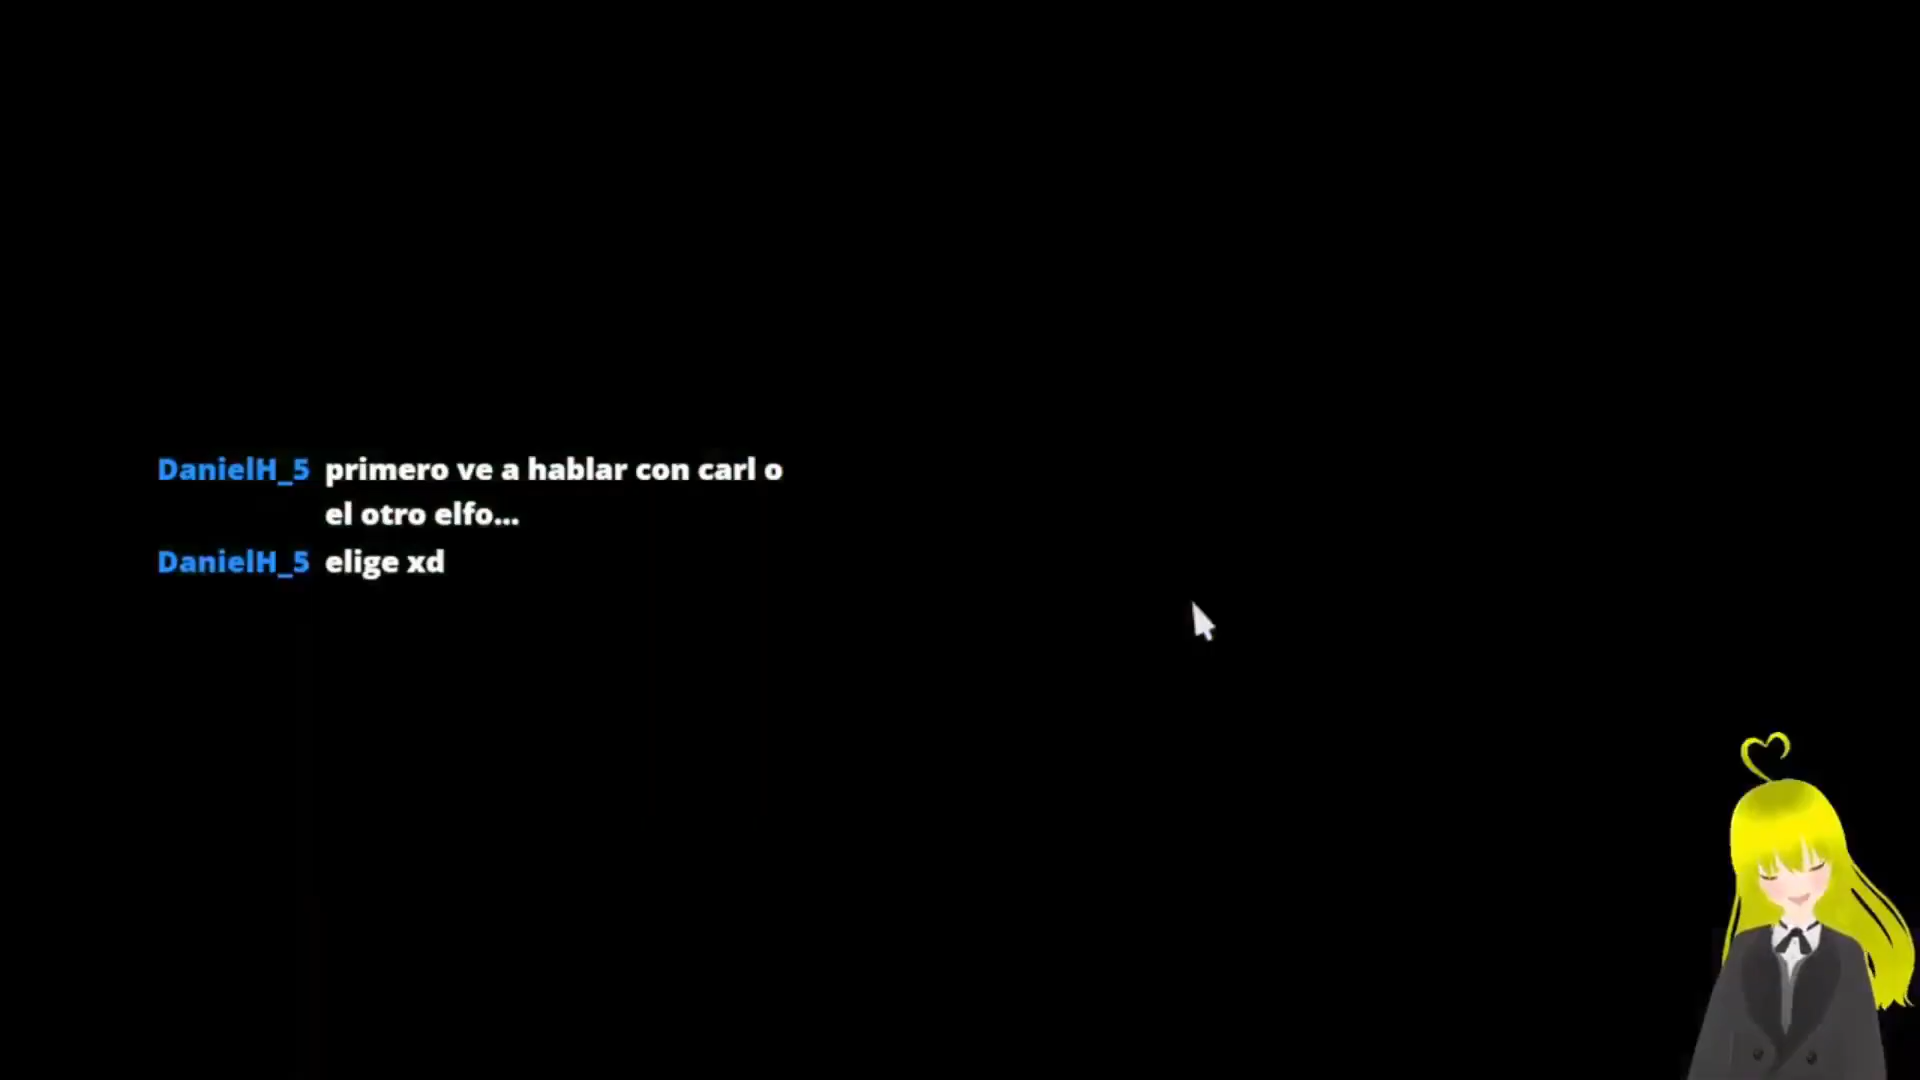 DanielH_5 primero ve a hablar con carl o
el otro elfo...
DanielH_5 elige xd